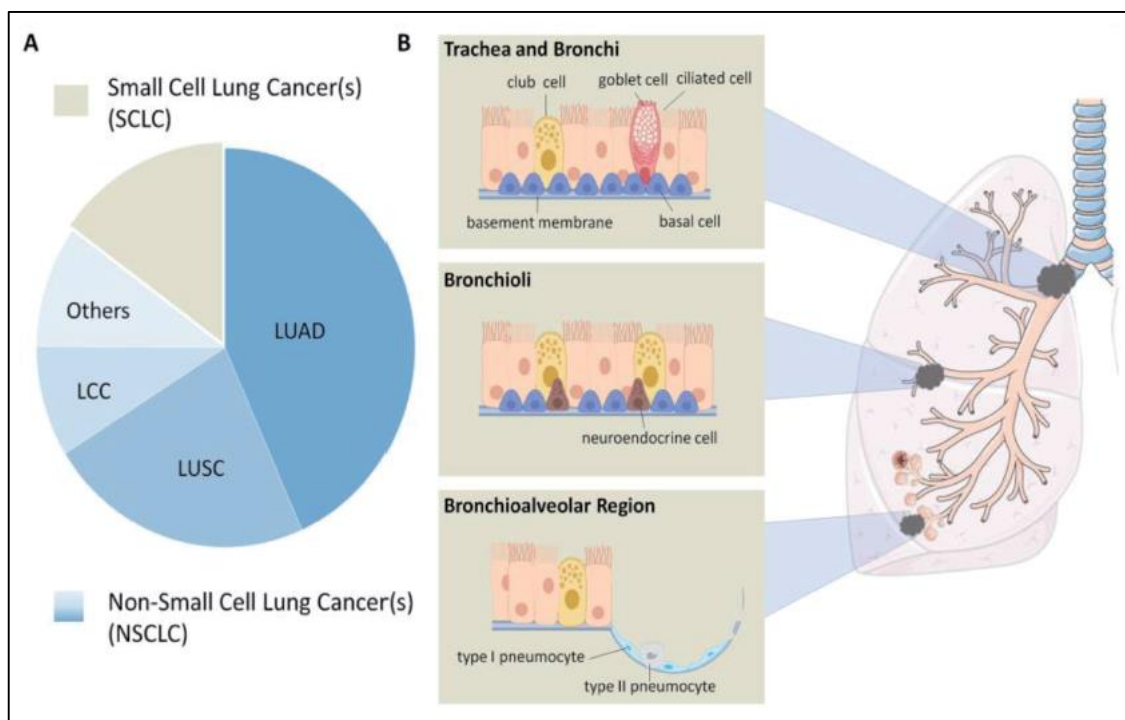 A
Small Cell Lung Cancer(s)
(SCLC)
LUAD
Others
LCC
LUSC
Non-Small Cell Lung Cancer(s)
(NSCLC)
B
Trachea and Bronchi
club cell
goblet cell
ciliated cell
basement membrane
basal cell
Bronchioli
neuroendocrine cell
Bronchioalveolar Region
type I pneumocyte
type II pneumocyte